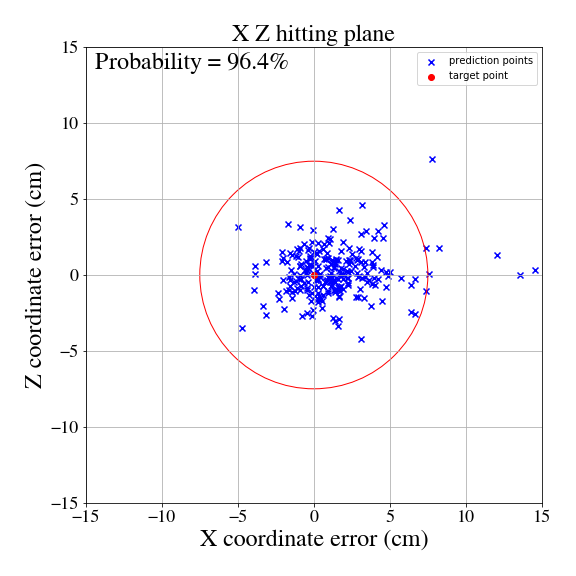 X Z hitting plane
Probability = 96.4%
prediction points
target point
Z coordinate error (cm)
15
10
5
0
−5
−10
−15
−15
−10
−5
0
5
10
15
X coordinate error (cm)